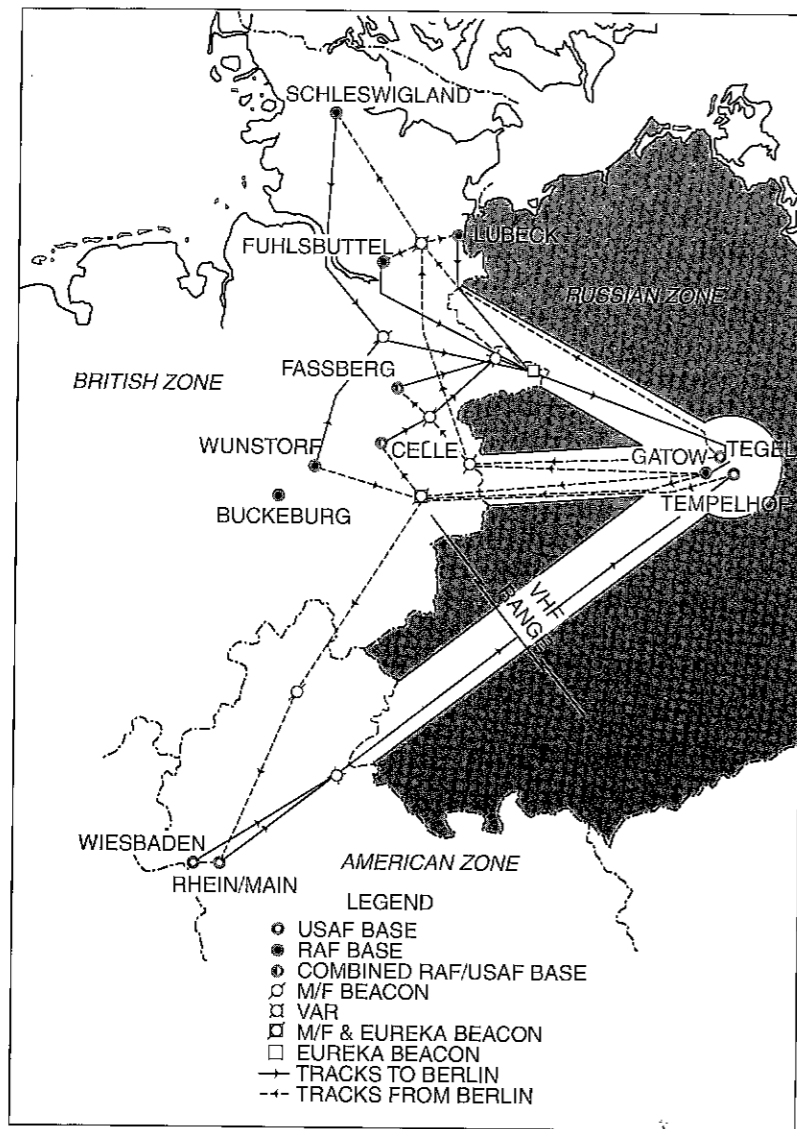 SCHLESWIGLAND
FUHLSBUTTEL
LUBECK
RUSSIAN ZONE
BRITISH ZONE
FASSBERG
WUNSTORF
CELLE
GATOW
TEGEL
BUCKEBURG
TEMPELHOF
VHF
RANGE
WIESBADEN
RHEIN/MAIN
AMERICAN ZONE
LEGEND
USAF BASE
RAF BASE
COMBINED RAF/USAF BASE
M/F BEACON
VAR
M/F & EUREKA BEACON
EUREKA BEACON
TRACKS TO BERLIN
TRACKS FROM BERLIN